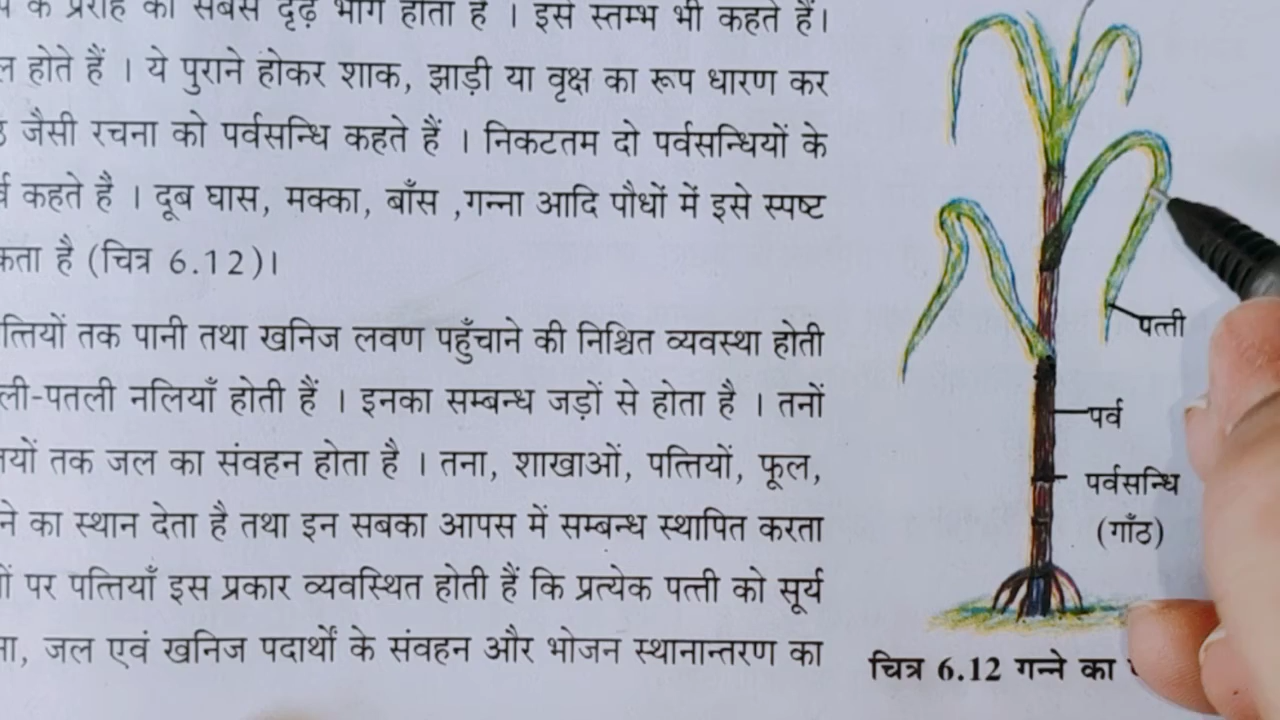 के प्ररोह का सबसे दृढ़ भाग होता है । इसे स्तम्भ भी कहते हैं।
होते हैं । ये पुराने होकर शाक, झाड़ी या वृक्ष का रूप धारण कर
जैसी रचना को पर्वसन्धि कहते हैं । निकटतम दो पर्वसन्धियों के
कहते है । दूब घास, मक्का, बाँस ,गन्ना आदि पौधों में इसे स्पष्ट
है (चित्र 6.12)।
तक पानी तथा खनिज लवण पहुँचाने की निश्चित व्यवस्था होती
नलियाँ होती हैं । इनका सम्बन्ध जड़ों से होता है । तनों
तक जल का संवहन होता है । तना, शाखाओं, पत्तियों, फूल,
का स्थान देता है तथा इन सबका आपस में सम्बन्ध स्थापित करता
पर पत्तियाँ इस प्रकार व्यवस्थित होती हैं कि प्रत्येक पत्ती को सूर्य
जल एवं खनिज पदार्थों के संवहन और भोजन स्थानान्तरण का
पत्ती
पर्व
पर्वसन्धि
(गाँठ)
चित्र 6.12 गन्ने का